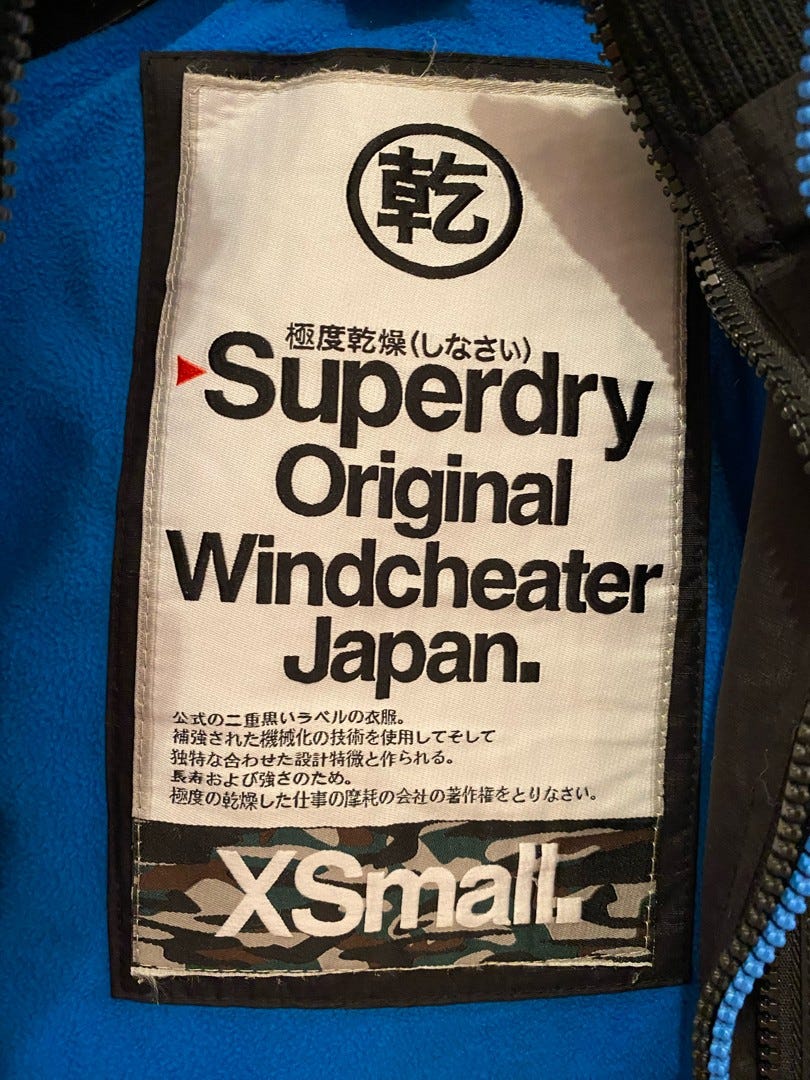 乾
極度乾燥(しなさい)
Superdry
Original
Windcheater
Japan.
公式の二重黒いラベルの衣服。
補強された機械化の技術を使用してそして
独特な合わせた設計特徴と作られる。
長寿および強さのため。
極度の乾燥した仕事の摩耗の会社の著作権をとりなさい。
XSmall.